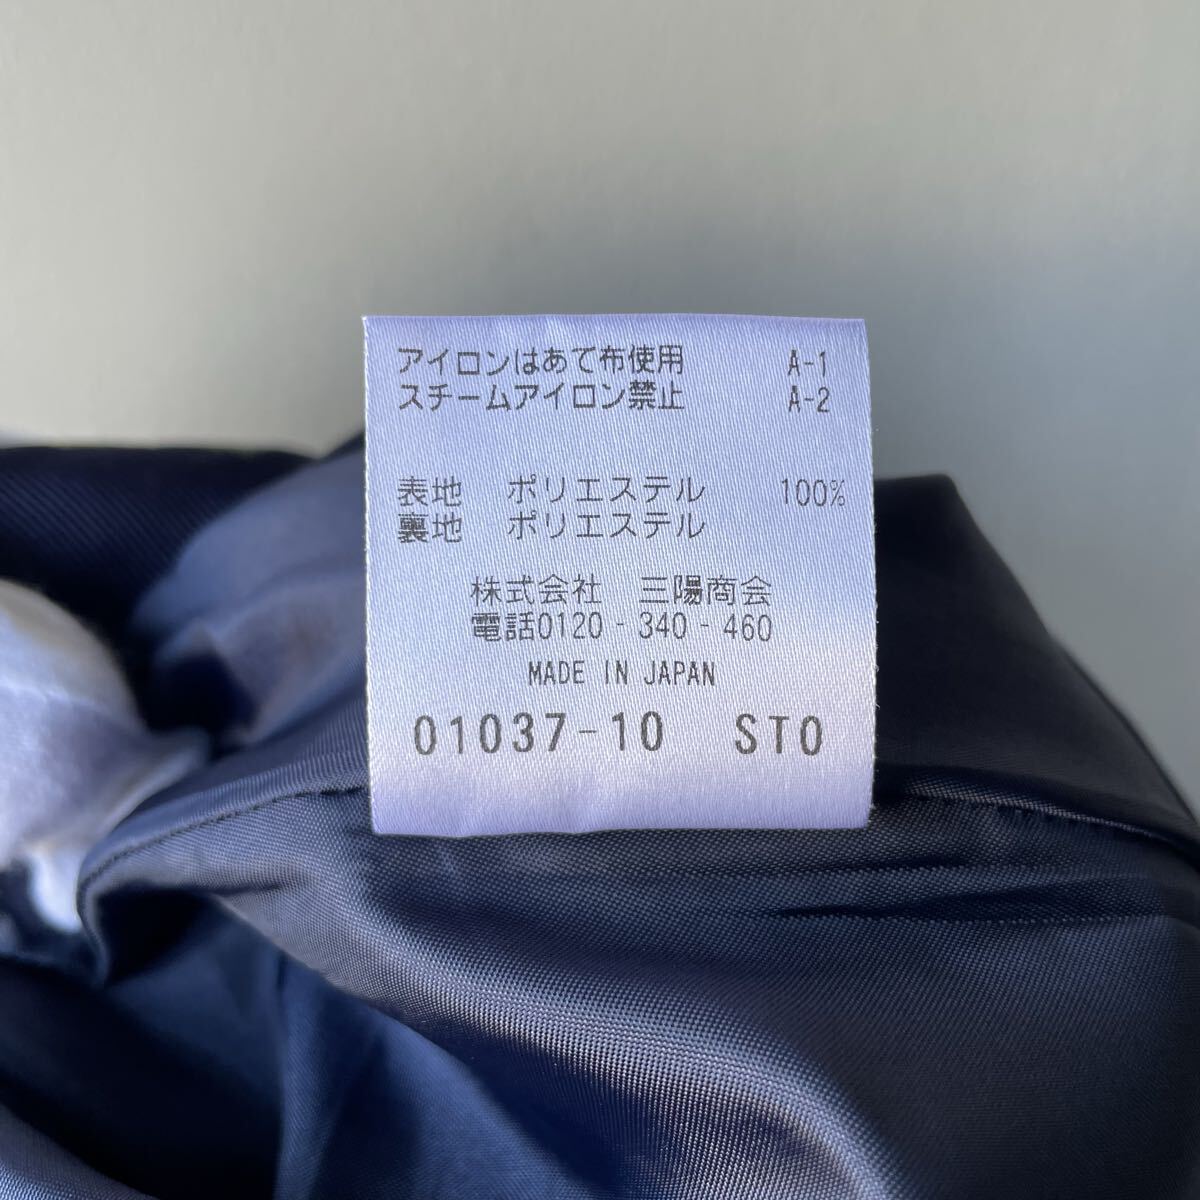 アイロンはあて布使用 A-1
スチームアイロン禁止 A-2
表地 ポリエステル 100%
裏地 ポリエステル
株式会社 三陽商会
電話0120-340-460
MADE IN JAPAN
01037-10 STO